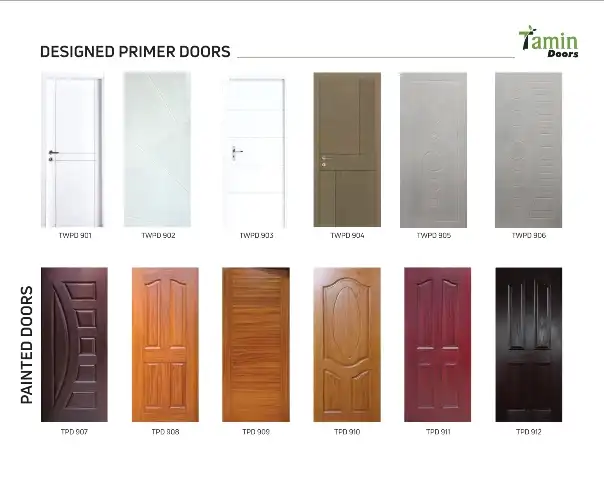 DESIGNED PRIMER DOORS
Tamin
Doors
TWPD 901
TWPD 902
TWPD 903
TWPD 904
TWPD 905
TWPD 906
PAINTED DOORS
TPD 907
TPD 908
TPD 909
TPD 910
TPD 911
TPD 912